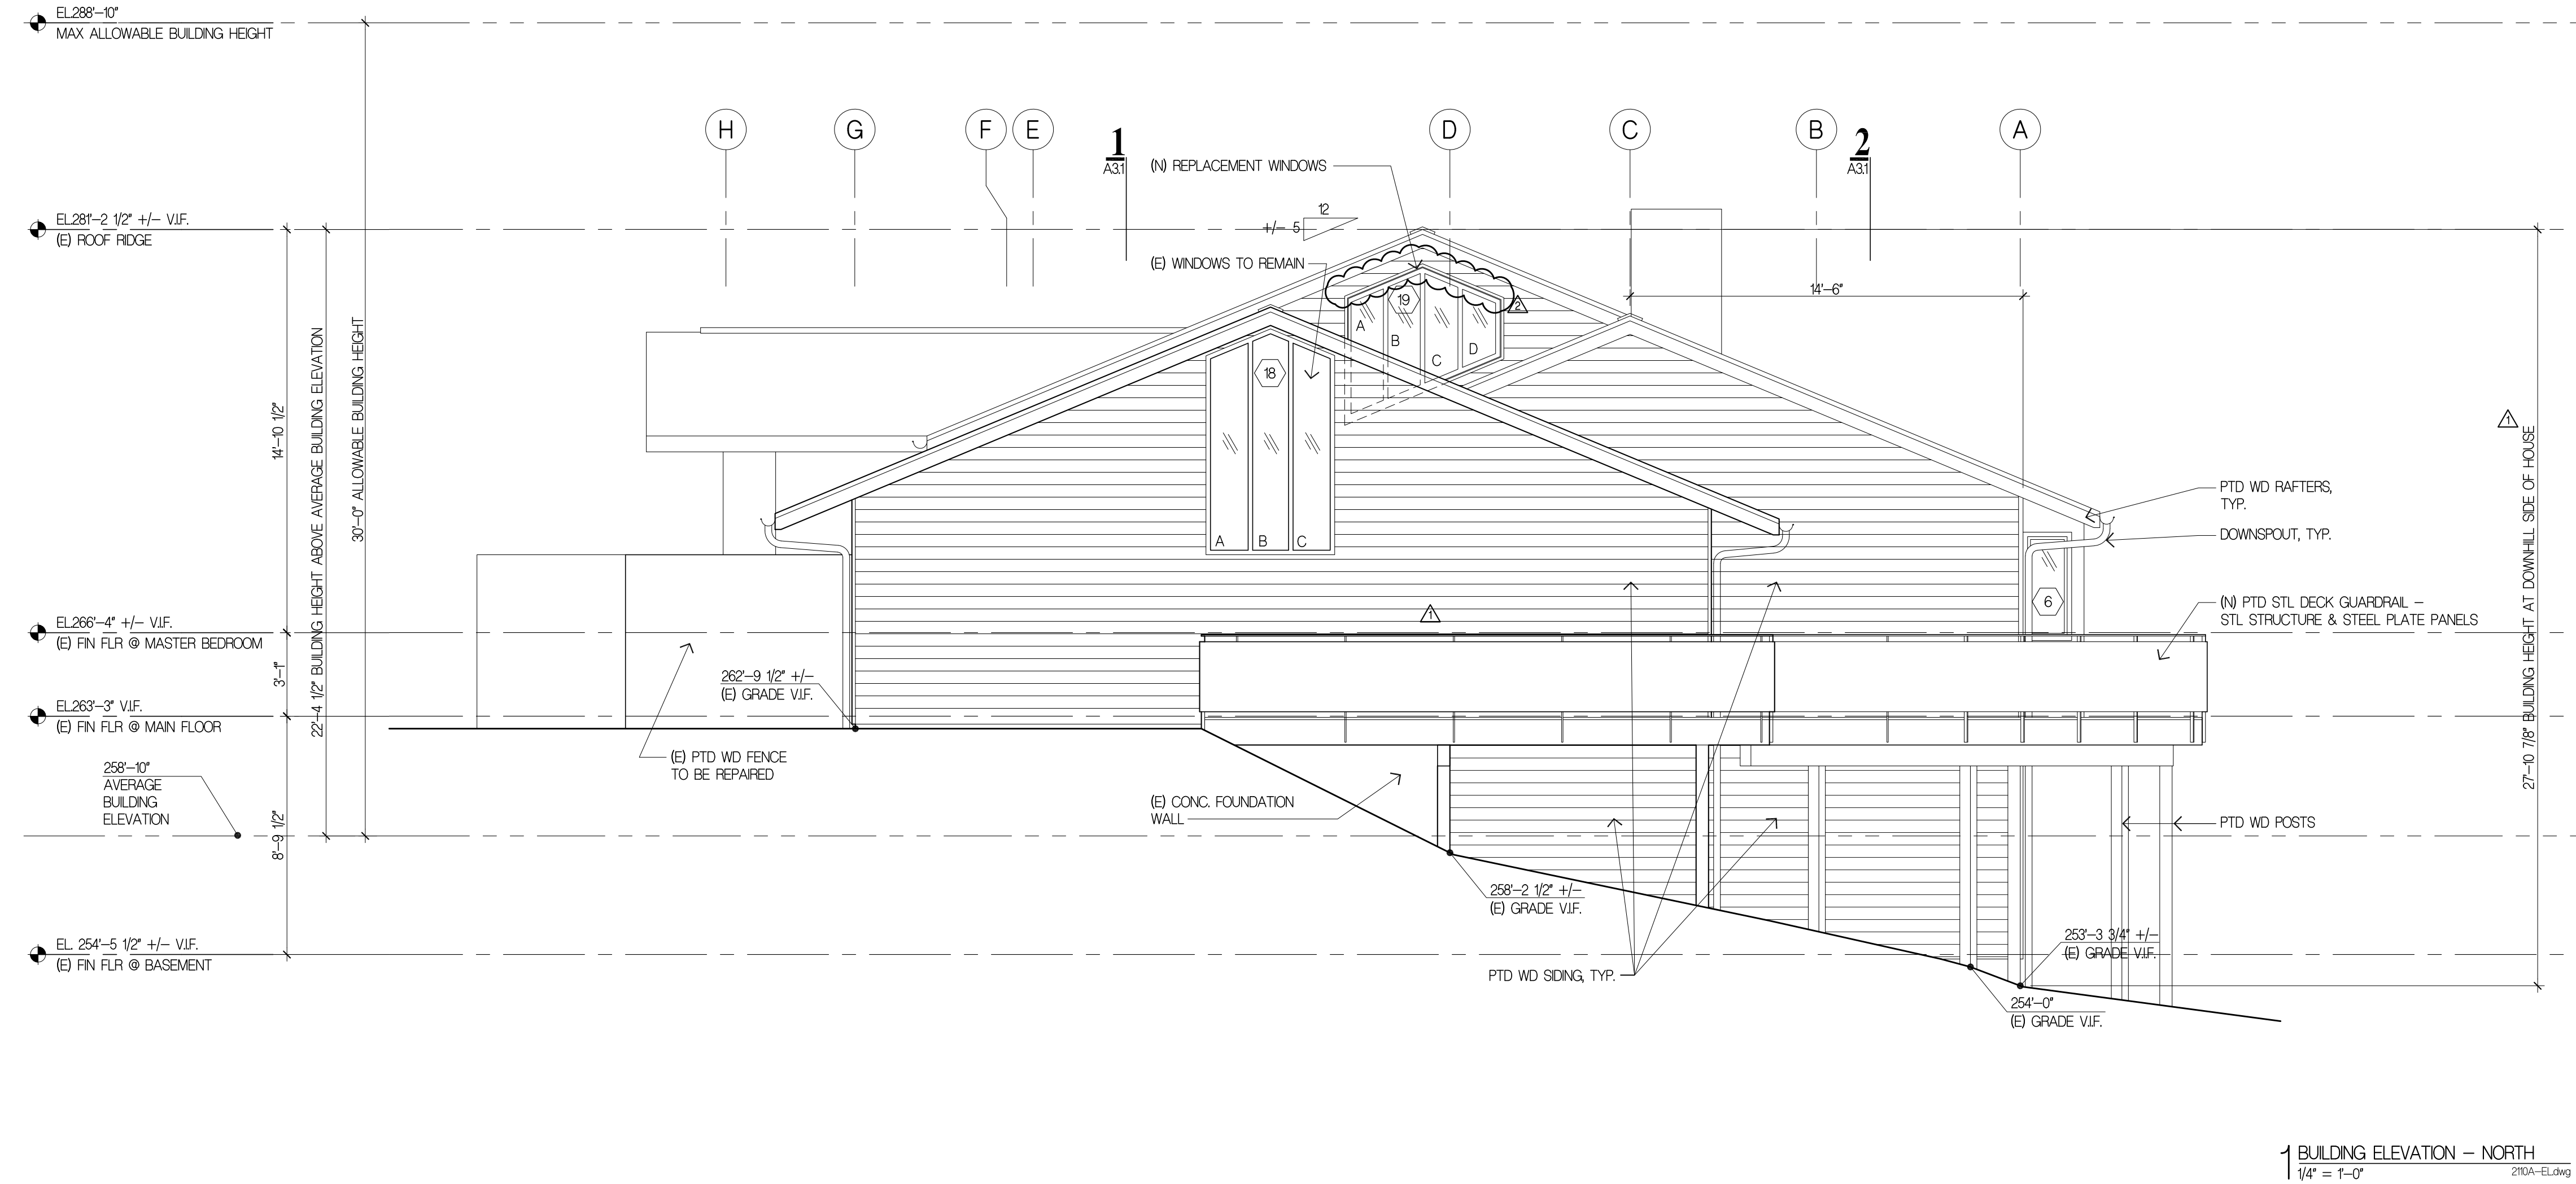 EL.288'-10"
MAX ALLOWABLE BUILDING HEIGHT
H
G
F
E
D
C
B
A
1
A3.1
2
A3.1
(N) REPLACEMENT WINDOWS
EL.281'-2 1/2" +/- V.I.F.
(E) ROOF RIDGE
12
+/- 5
(E) WINDOWS TO REMAIN
14'-6"
19
2
A
B
C
D
18
A
B
C
14'-10 1/2"
22'-4 1/2" BUILDING HEIGHT ABOVE AVERAGE BUILDING ELEVATION
30'-0" ALLOWABLE BUILDING HEIGHT
1
27'-10 7/8" BUILDING HEIGHT AT DOWNHILL SIDE OF HOUSE
PTD WD RAFTERS,
TYP.
DOWNSPOUT, TYP.
6
1
(N) PTD STL DECK GUARDRAIL -
STL STRUCTURE & STEEL PLATE PANELS
EL.266'-4" +/- V.I.F.
(E) FIN FLR @ MASTER BEDROOM
3'-1"
262'-9 1/2" +/-
(E) GRADE V.I.F.
EL.263'-3" V.I.F.
(E) FIN FLR @ MAIN FLOOR
(E) PTD WD FENCE
TO BE REPAIRED
258'-10"
AVERAGE
BUILDING
ELEVATION
8'-9 1/2"
(E) CONC. FOUNDATION
WALL
PTD WD POSTS
258'-2 1/2" +/-
(E) GRADE V.I.F.
EL. 254'-5 1/2" +/- V.I.F.
(E) FIN FLR @ BASEMENT
253'-3 3/4" +/-
(E) GRADE V.I.F.
PTD WD SIDING, TYP.
254'-0"
(E) GRADE V.I.F.
1
BUILDING ELEVATION - NORTH
1/4" = 1'-0"
2110A-EL.dwg